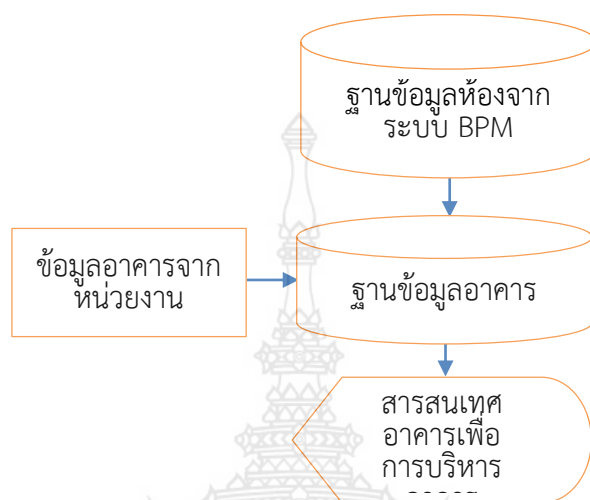 ฐานข้อมูลห้องจาก
ระบบ BPM
ข้อมูลอาคารจาก
หน่วยงาน
ฐานข้อมูลอาคาร
สารสนเทศ
อาคารเพื่อ
การบริหาร